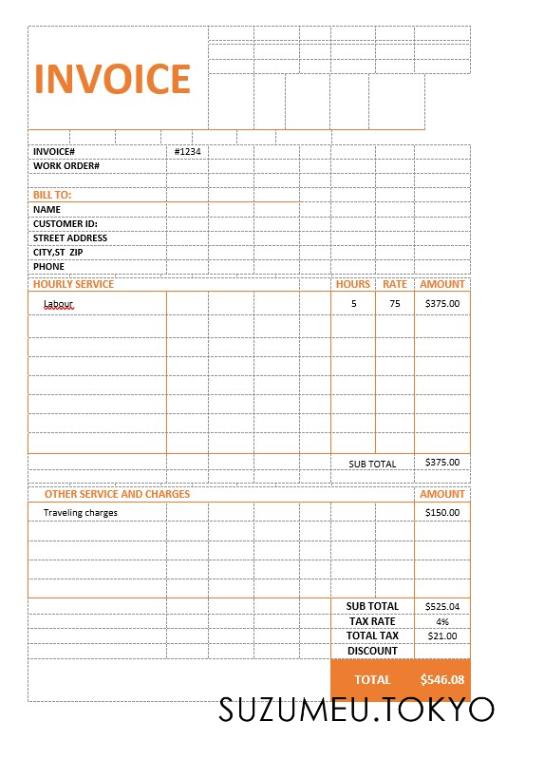 INVOICE
INVOICE# #1234
WORK ORDER#
BILL TO:
NAME
CUSTOMER ID:
STREET ADDRESS
CITY,ST ZIP
PHONE
HOURLY SERVICE HOURS RATE AMOUNT
Labour 5 75 $375.00
SUB TOTAL $375.00
OTHER SERVICE AND CHARGES AMOUNT
Traveling charges $150.00
SUB TOTAL $525.04
TAX RATE 4%
TOTAL TAX $21.00
DISCOUNT
TOTAL $546.08
SUZUMEU.TOKYO